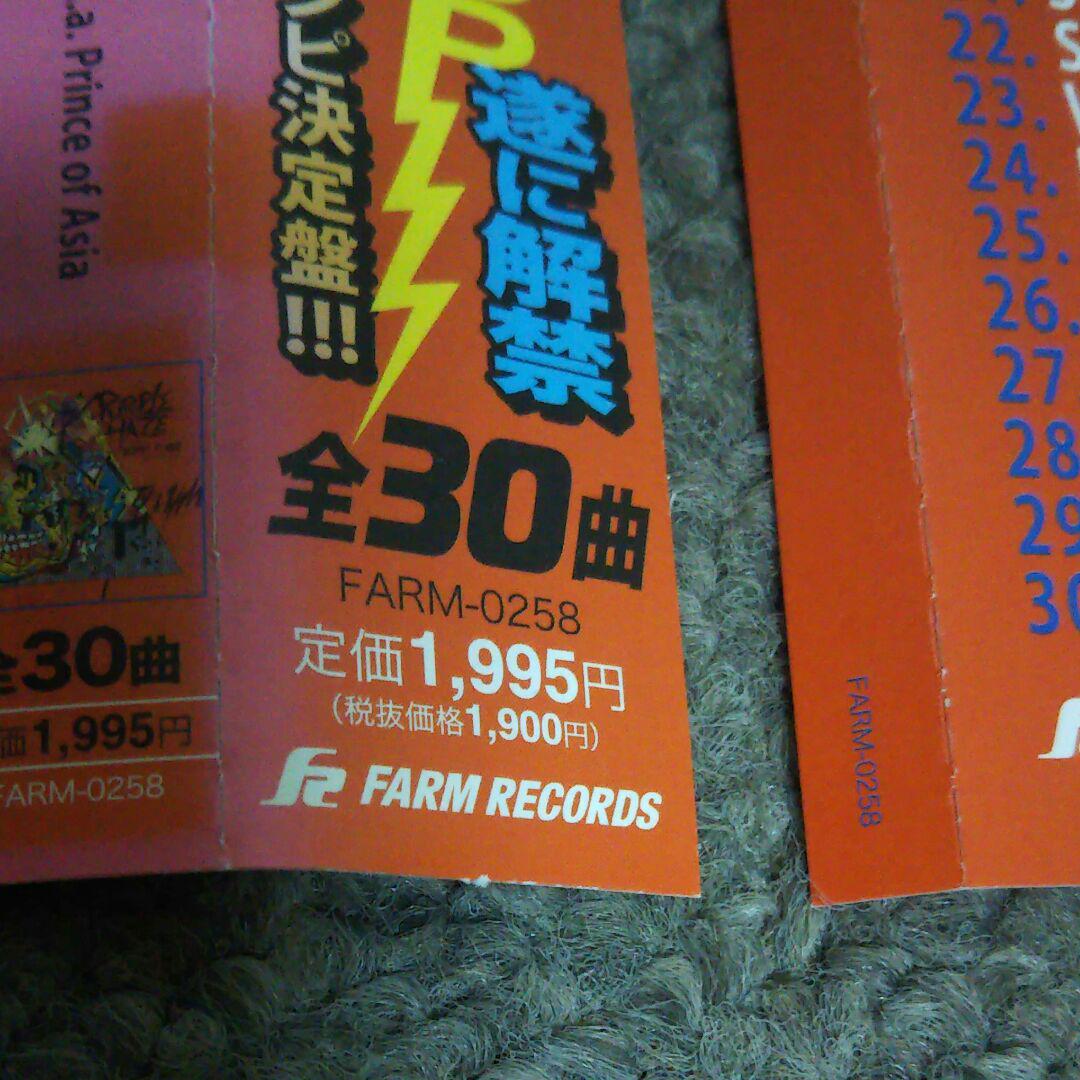 .a. Prince of Asia
全30曲
価1,995円
FARM-0258
ピ決定盤!!!
P
遂に解禁
全30曲
FARM-0258
定価1,995円
(税抜価格1,900円)
FARM RECORDS
FARM-0258
22.
23.
24.
25.
26.
27
28
29
30